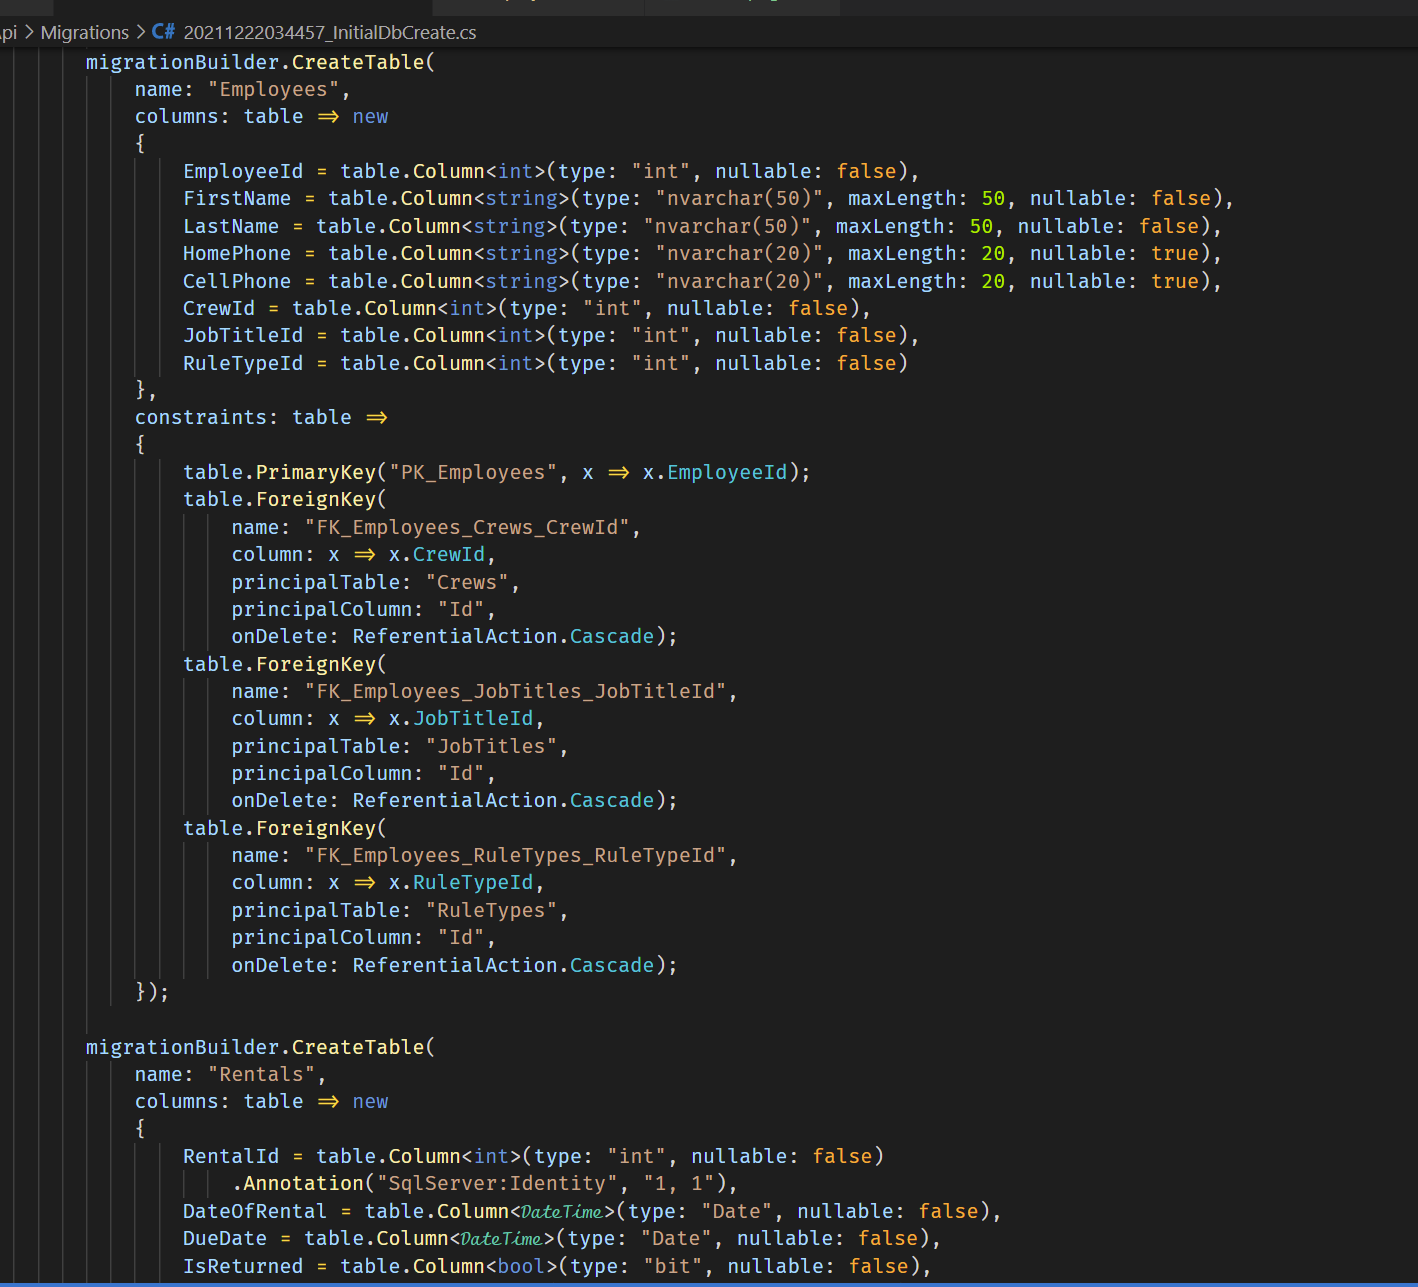 pi > Migrations > C# 20211222034457_InitialDbCreate.cs
migrationBuilder.CreateTable(
name: "Employees",
columns: table => new
{
EmployeeId = table.Column<int>(type: "int", nullable: false),
FirstName = table.Column<string>(type: "nvarchar(50)", maxLength: 50, nullable: false),
LastName = table.Column<string>(type: "nvarchar(50)", maxLength: 50, nullable: false),
HomePhone = table.Column<string>(type: "nvarchar(20)", maxLength: 20, nullable: true),
CellPhone = table.Column<string>(type: "nvarchar(20)", maxLength: 20, nullable: true),
CrewId = table.Column<int>(type: "int", nullable: false),
JobTitleId = table.Column<int>(type: "int", nullable: false),
RuleTypeId = table.Column<int>(type: "int", nullable: false)
},
constraints: table =>
{
table.PrimaryKey("PK_Employees", x => x.EmployeeId);
table.ForeignKey(
name: "FK_Employees_Crews_CrewId",
column: x => x.CrewId,
principalTable: "Crews",
principalColumn: "Id",
onDelete: ReferentialAction.Cascade);
table.ForeignKey(
name: "FK_Employees_JobTitles_JobTitleId",
column: x => x.JobTitleId,
principalTable: "JobTitles",
principalColumn: "Id",
onDelete: ReferentialAction.Cascade);
table.ForeignKey(
name: "FK_Employees_RuleTypes_RuleTypeId",
column: x => x.RuleTypeId,
principalTable: "RuleTypes",
principalColumn: "Id",
onDelete: ReferentialAction.Cascade);
});
migrationBuilder.CreateTable(
name: "Rentals",
columns: table => new
{
RentalId = table.Column<int>(type: "int", nullable: false)
.Annotation("SqlServer:Identity", "1, 1"),
DateOfRental = table.Column<DateTime>(type: "Date", nullable: false),
DueDate = table.Column<DateTime>(type: "Date", nullable: false),
IsReturned = table.Column<bool>(type: "bit", nullable: false),